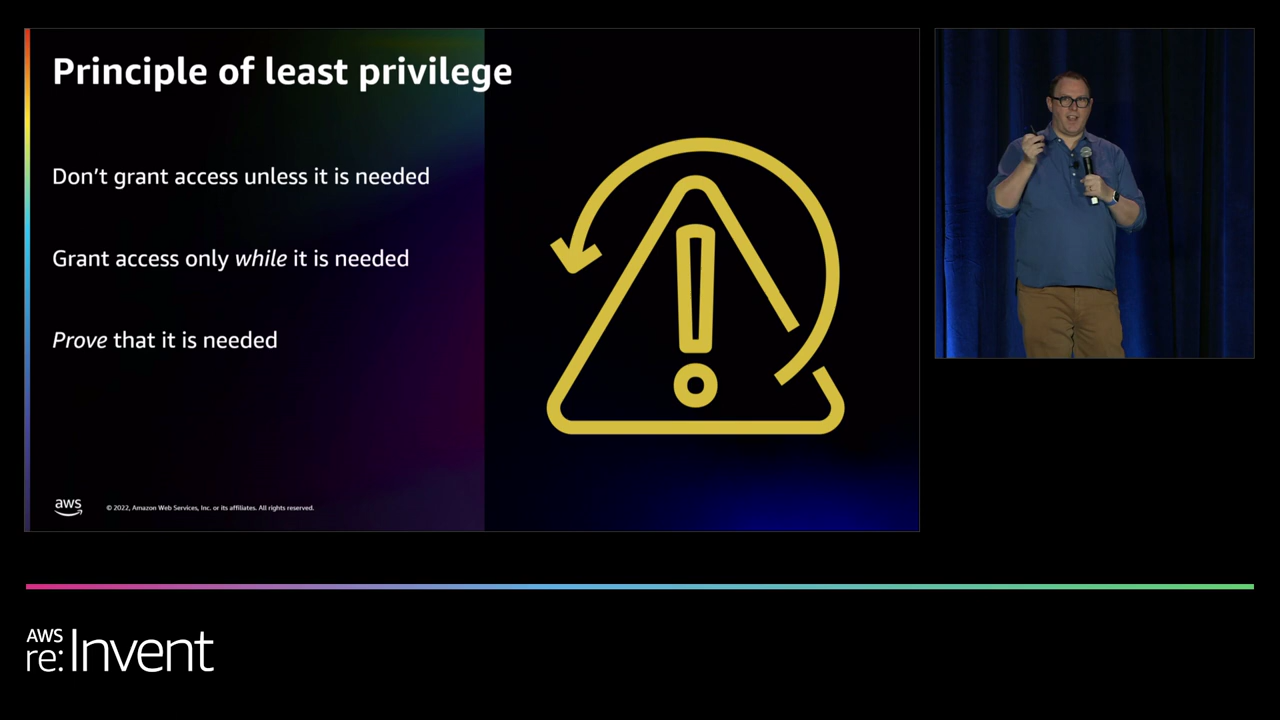 Principle of least privilege
Don't grant access unless it is needed
Grant access only while it is needed
Prove that it is needed
aws
© 2022, Amazon Web Services, Inc. or its affiliates. All rights reserved.
AWS
re:Invent